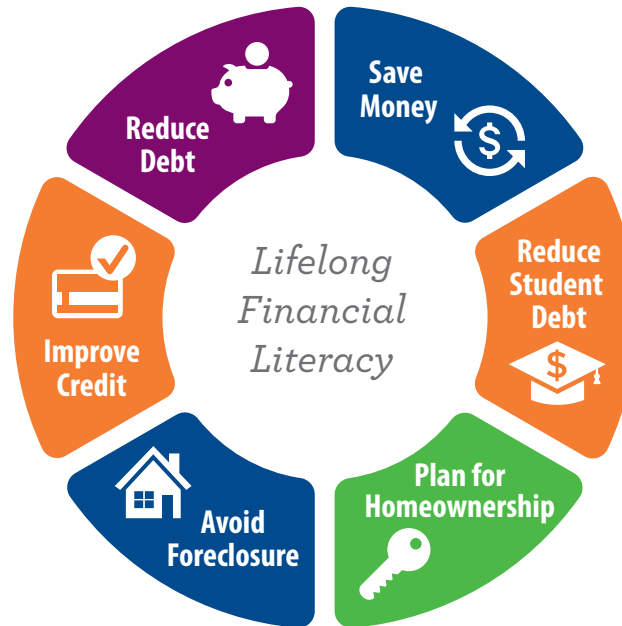 Save
Money
Reduce
Student
Debt
$
Plan for
Homeownership
Avoid
Foreclosure
Improve
Credit
Reduce
Debt
$
Lifelong
Financial
Literacy